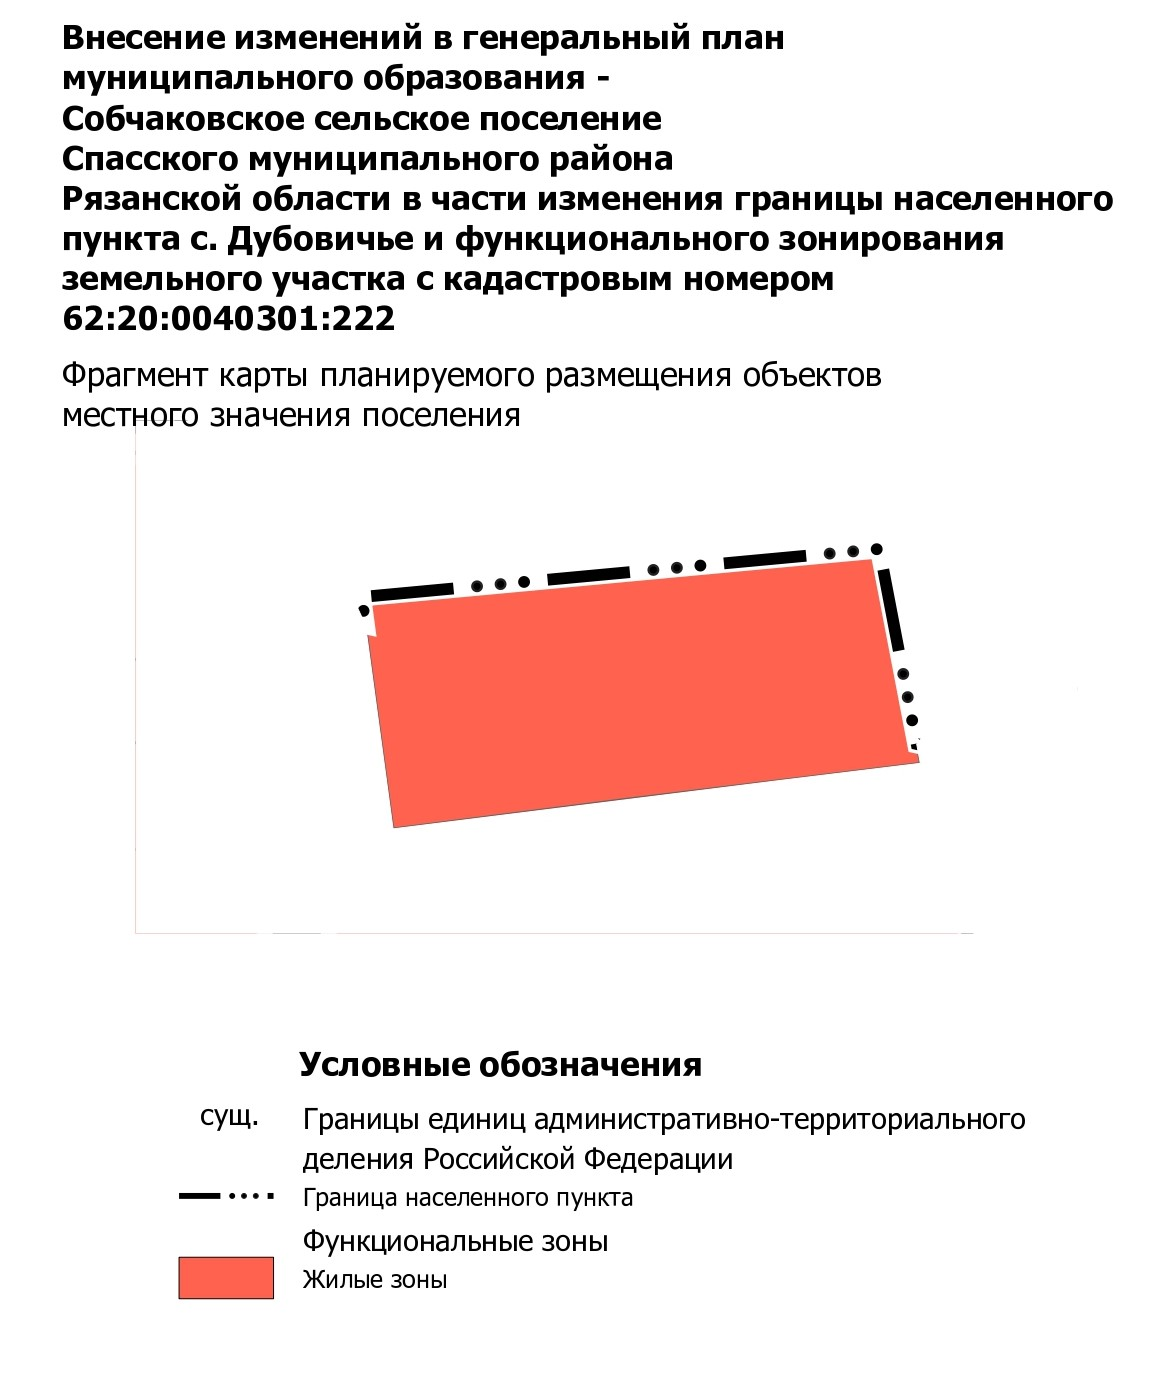 Внесение изменений в генеральный план
муниципального образования -
Собчаковское сельское поселение
Спасского муниципального района
Рязанской области в части изменения границы населенного
пункта с. Дубовичье и функционального зонирования
земельного участка с кадастровым номером
62:20:0040301:222
Фрагмент карты планируемого размещения объектов
местного значения поселения
Условные обозначения
сущ.
Границы единиц административно-территориального
деления Российской Федерации
Граница населенного пункта
Функциональные зоны
Жилые зоны